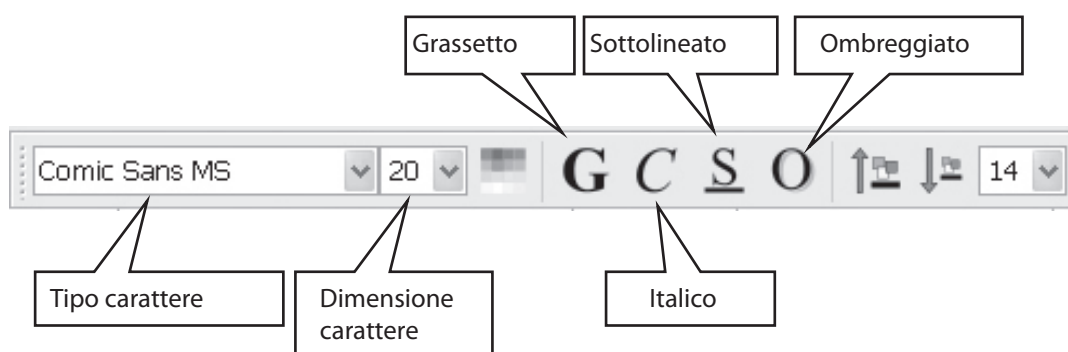 Grassetto Sottolineato Ombreggiato
Comic Sans MS 20 G C S O 14
Tipo carattere Dimensione Italico
carattere